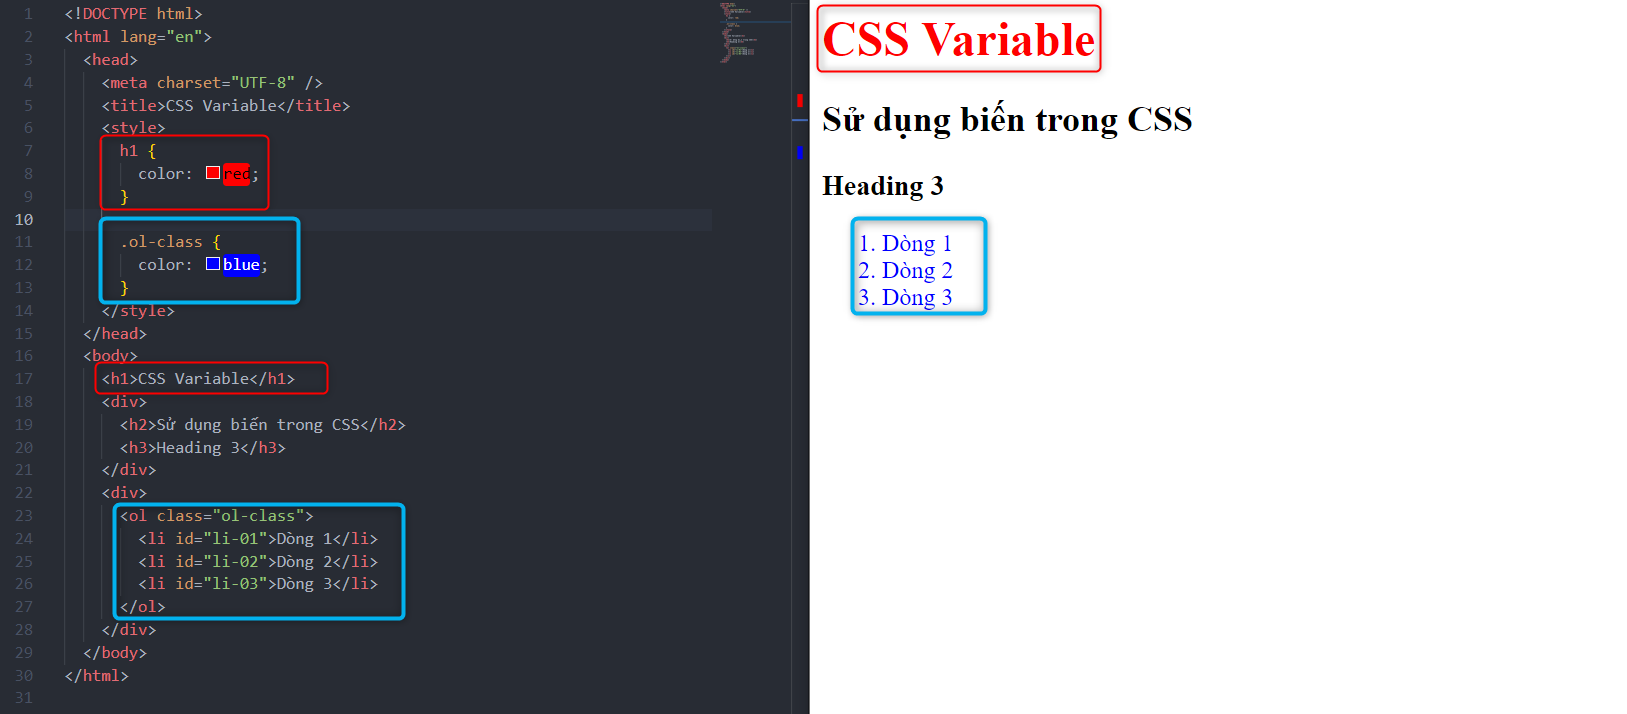 1 <!DOCTYPE html>
2 <html lang="en">
3 <head>
4 <meta charset="UTF-8" />
5 <title>CSS Variable</title>
6 <style>
7 h1 {
8 color: red;
9 }
10
11 .ol-class {
12 color: blue;
13 }
14 </style>
15 </head>
16 <body>
17 <h1>CSS Variable</h1>
18 <div>
19 <h2>Sử dụng biến trong CSS</h2>
20 <h3>Heading 3</h3>
21 </div>
22 <div>
23 <ol class="ol-class">
24 <li id="li-01">Dòng 1</li>
25 <li id="li-02">Dòng 2</li>
26 <li id="li-03">Dòng 3</li>
27 </ol>
28 </div>
29 </body>
30 </html>
31
CSS Variable
Sử dụng biến trong CSS
Heading 3
1. Dòng 1
2. Dòng 2
3. Dòng 3